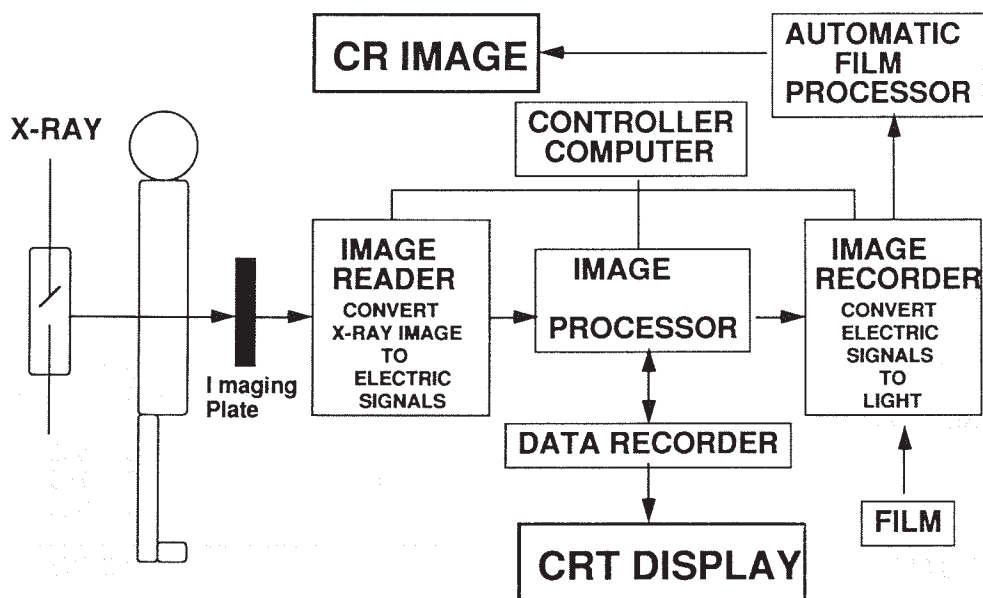 CR IMAGE
AUTOMATIC
FILM
PROCESSOR
X-RAY
CONTROLLER
COMPUTER
IMAGE
READER
CONVERT
X-RAY IMAGE
TO
ELECTRIC
SIGNALS
IMAGE
PROCESSOR
IMAGE
RECORDER
CONVERT
ELECTRIC
SIGNALS
TO
LIGHT
I maging
Plate
DATA RECORDER
FILM
CRT DISPLAY